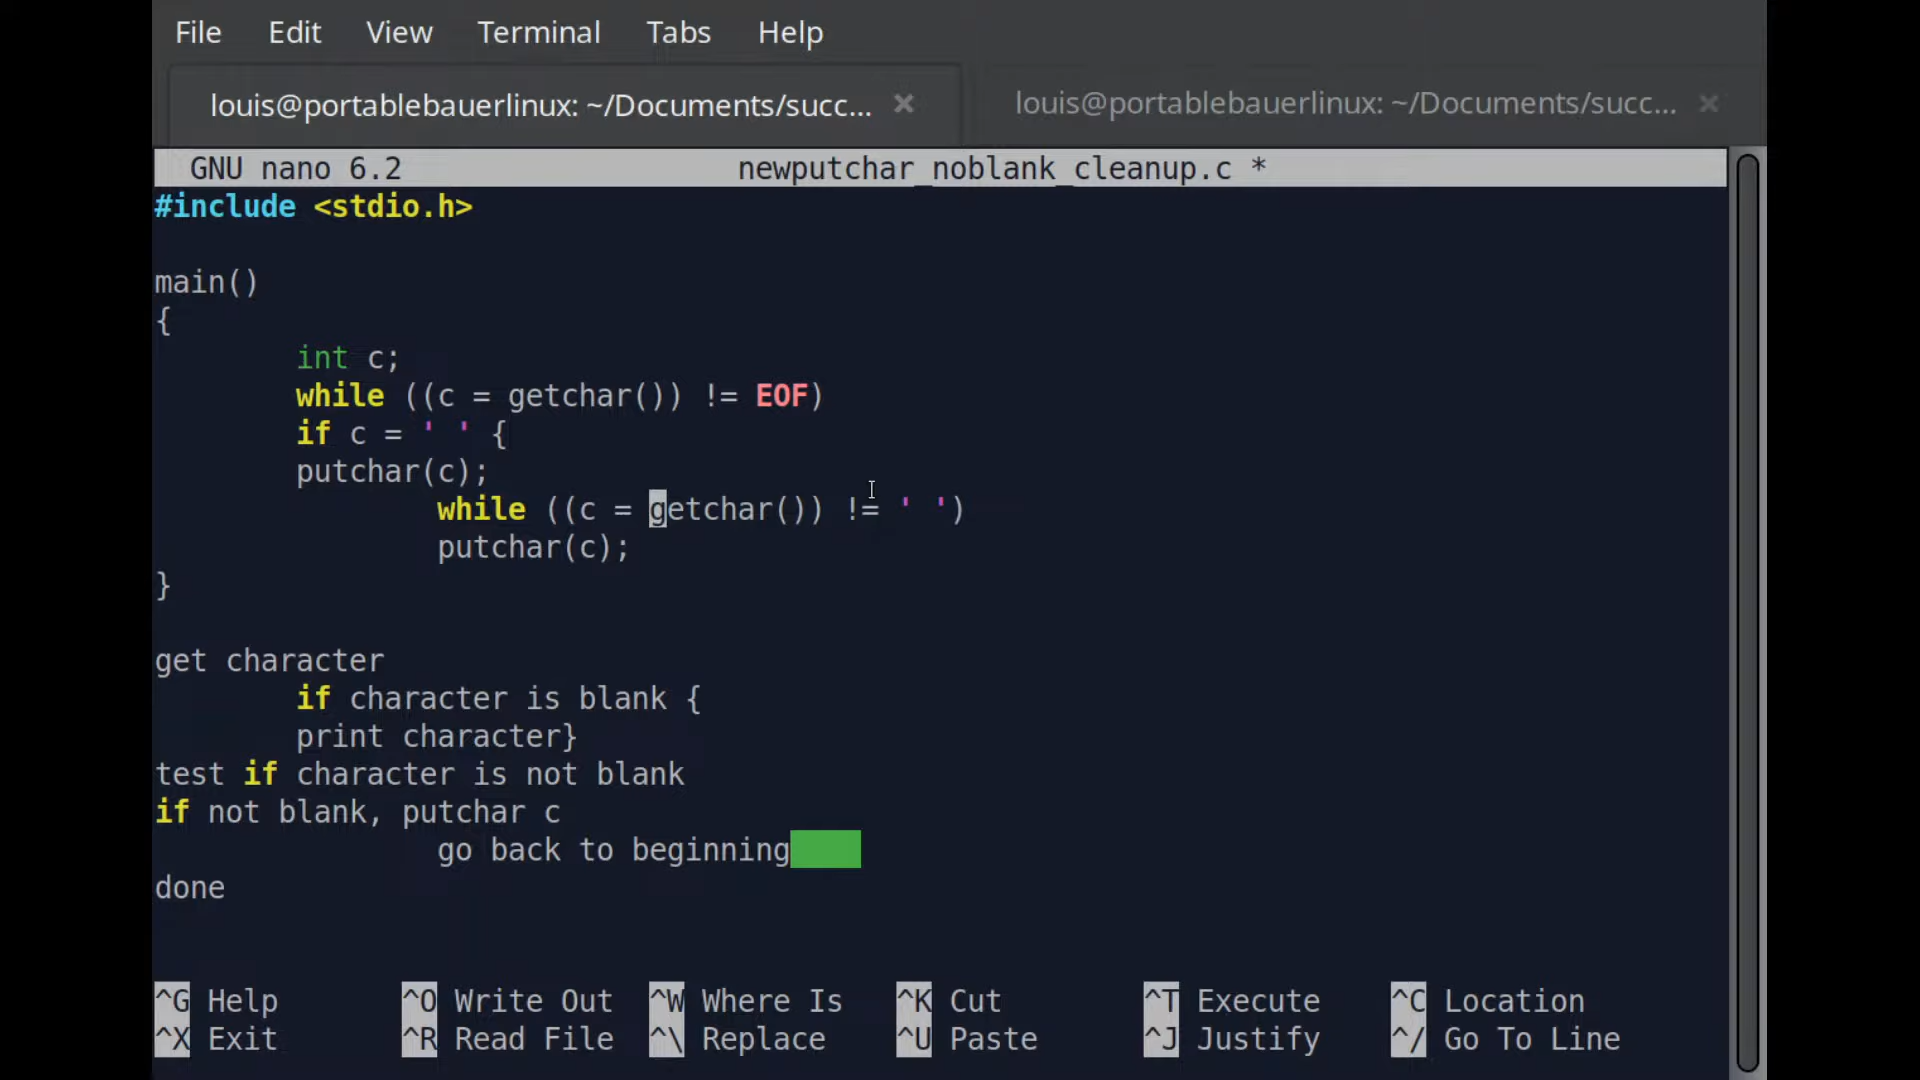 File Edit View Terminal Tabs Help
louis@portablebauerlinux: ~/Documents/succ... × louis@portablebauerlinux: ~/Documents/succ... ×
GNU nano 6.2 newputchar_noblank_cleanup.c *
#include <stdio.h>
main()
{
int c;
while ((c = getchar()) != EOF)
if c = ' ' {
putchar(c);
while ((c = getchar()) != ' ')
putchar(c);
}
get character
if character is blank {
print character}
test if character is not blank
if not blank, putchar c
go back to beginning
done
^G Help ^O Write Out ^W Where Is ^K Cut ^T Execute ^C Location
^X Exit ^R Read File ^\ Replace ^U Paste ^J Justify ^/ Go To Line